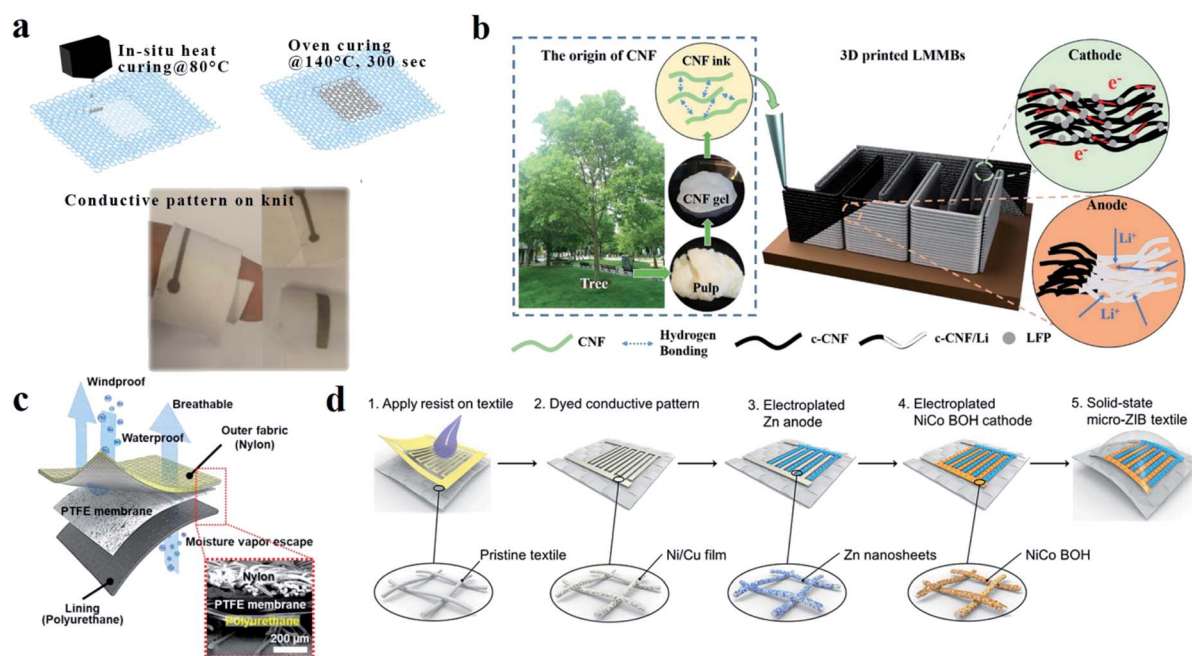 a
In-situ heat
curing@80°C
Oven curing
@140°C, 300 sec
Conductive pattern on knit
b
The origin of CNF
CNF ink
CNF gel
Pulp
Tree
3D printed LMMBs
Cathode
e-
e-
Anode
Li+
Li+
CNF
Hydrogen
Bonding
c-CNF
c-CNF/Li
LFP
c
Windproof
Breathable
Waterproof
Outer fabric
(Nylon)
PTFE membrane
Moisture vapor escape
Lining
(Polyurethane)
Nylon
PTFE membrane
Polyurethane
200 μm
d
1. Apply resist on textile
2. Dyed conductive pattern
3. Electroplated
Zn anode
4. Electroplated
NiCo BOH cathode
5. Solid-state
micro-ZIB textile
Pristine textile
Ni/Cu film
Zn nanosheets
NiCo BOH